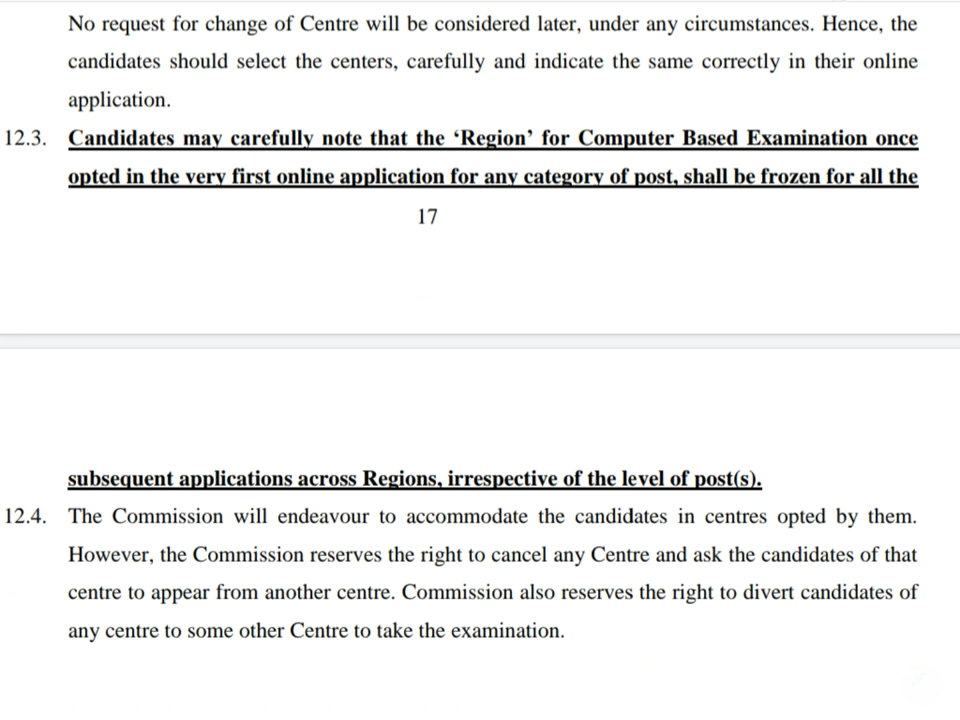 No request for change of Centre will be considered later, under any circumstances. Hence, the
candidates should select the centers, carefully and indicate the same correctly in their online
application.
12.3. Candidates may carefully note that the ‘Region’ for Computer Based Examination once
opted in the very first online application for any category of post, shall be frozen for all the
17
subsequent applications across Regions, irrespective of the level of post(s).
12.4. The Commission will endeavour to accommodate the candidates in centres opted by them.
However, the Commission reserves the right to cancel any Centre and ask the candidates of that
centre to appear from another centre. Commission also reserves the right to divert candidates of
any centre to some other Centre to take the examination.